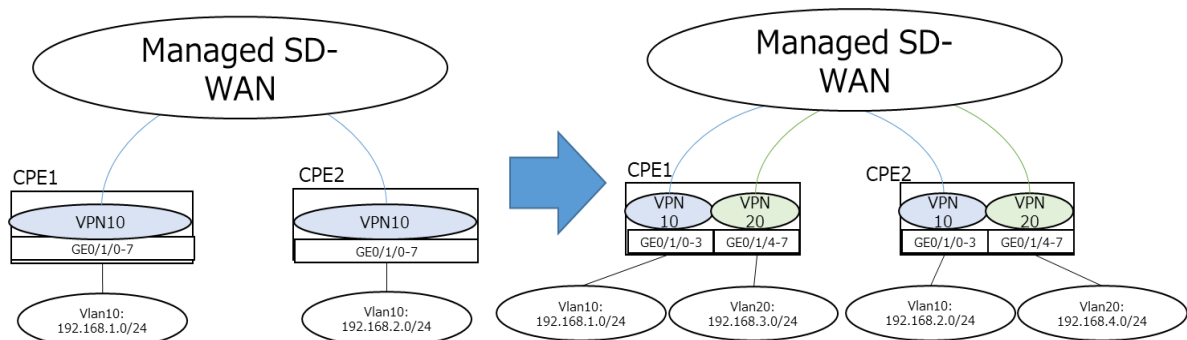 Managed SD-
WAN
CPE1
VPN10
GE0/1/0-7
Vlan10:
192.168.1.0/24
CPE2
VPN10
GE0/1/0-7
Vlan10:
192.168.2.0/24
Managed SD-
WAN
CPE1
VPN
10
VPN
20
GE0/1/0-3
GE0/1/4-7
Vlan10:
192.168.1.0/24
Vlan20:
192.168.3.0/24
CPE2
VPN
10
VPN
20
GE0/1/0-3
GE0/1/4-7
Vlan10:
192.168.2.0/24
Vlan20:
192.168.4.0/24